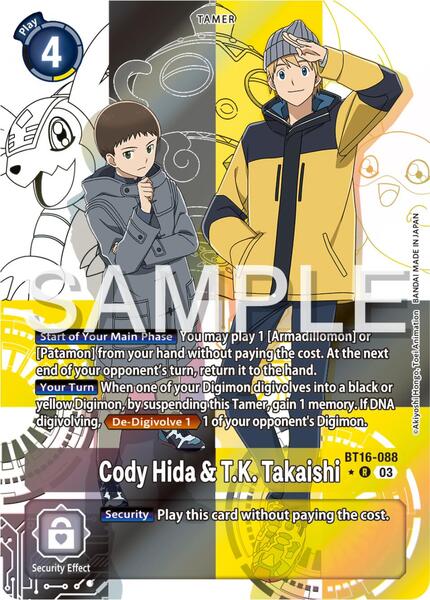 TAMER
Play
4
SAMPLE
Start of Your Main Phase You may play 1 [Armadillomon] or
[Patamon] from your hand without paying the cost. At the next
end of your opponent's turn, return it to the hand.
Your Turn When one of your Digimon digivolves into a black or
yellow Digimon, by suspending this Tamer, gain 1 memory. If DNA
digivolving, De-Digivolve 1 1 of your opponent's Digimon.
©Akiyoshi Hongo, Toei Animation BANDAI MADE IN JAPAN
BT16-088
Cody Hida & T.K. Takaishi
R 03
Security Play this card without paying the cost.
Security Effect